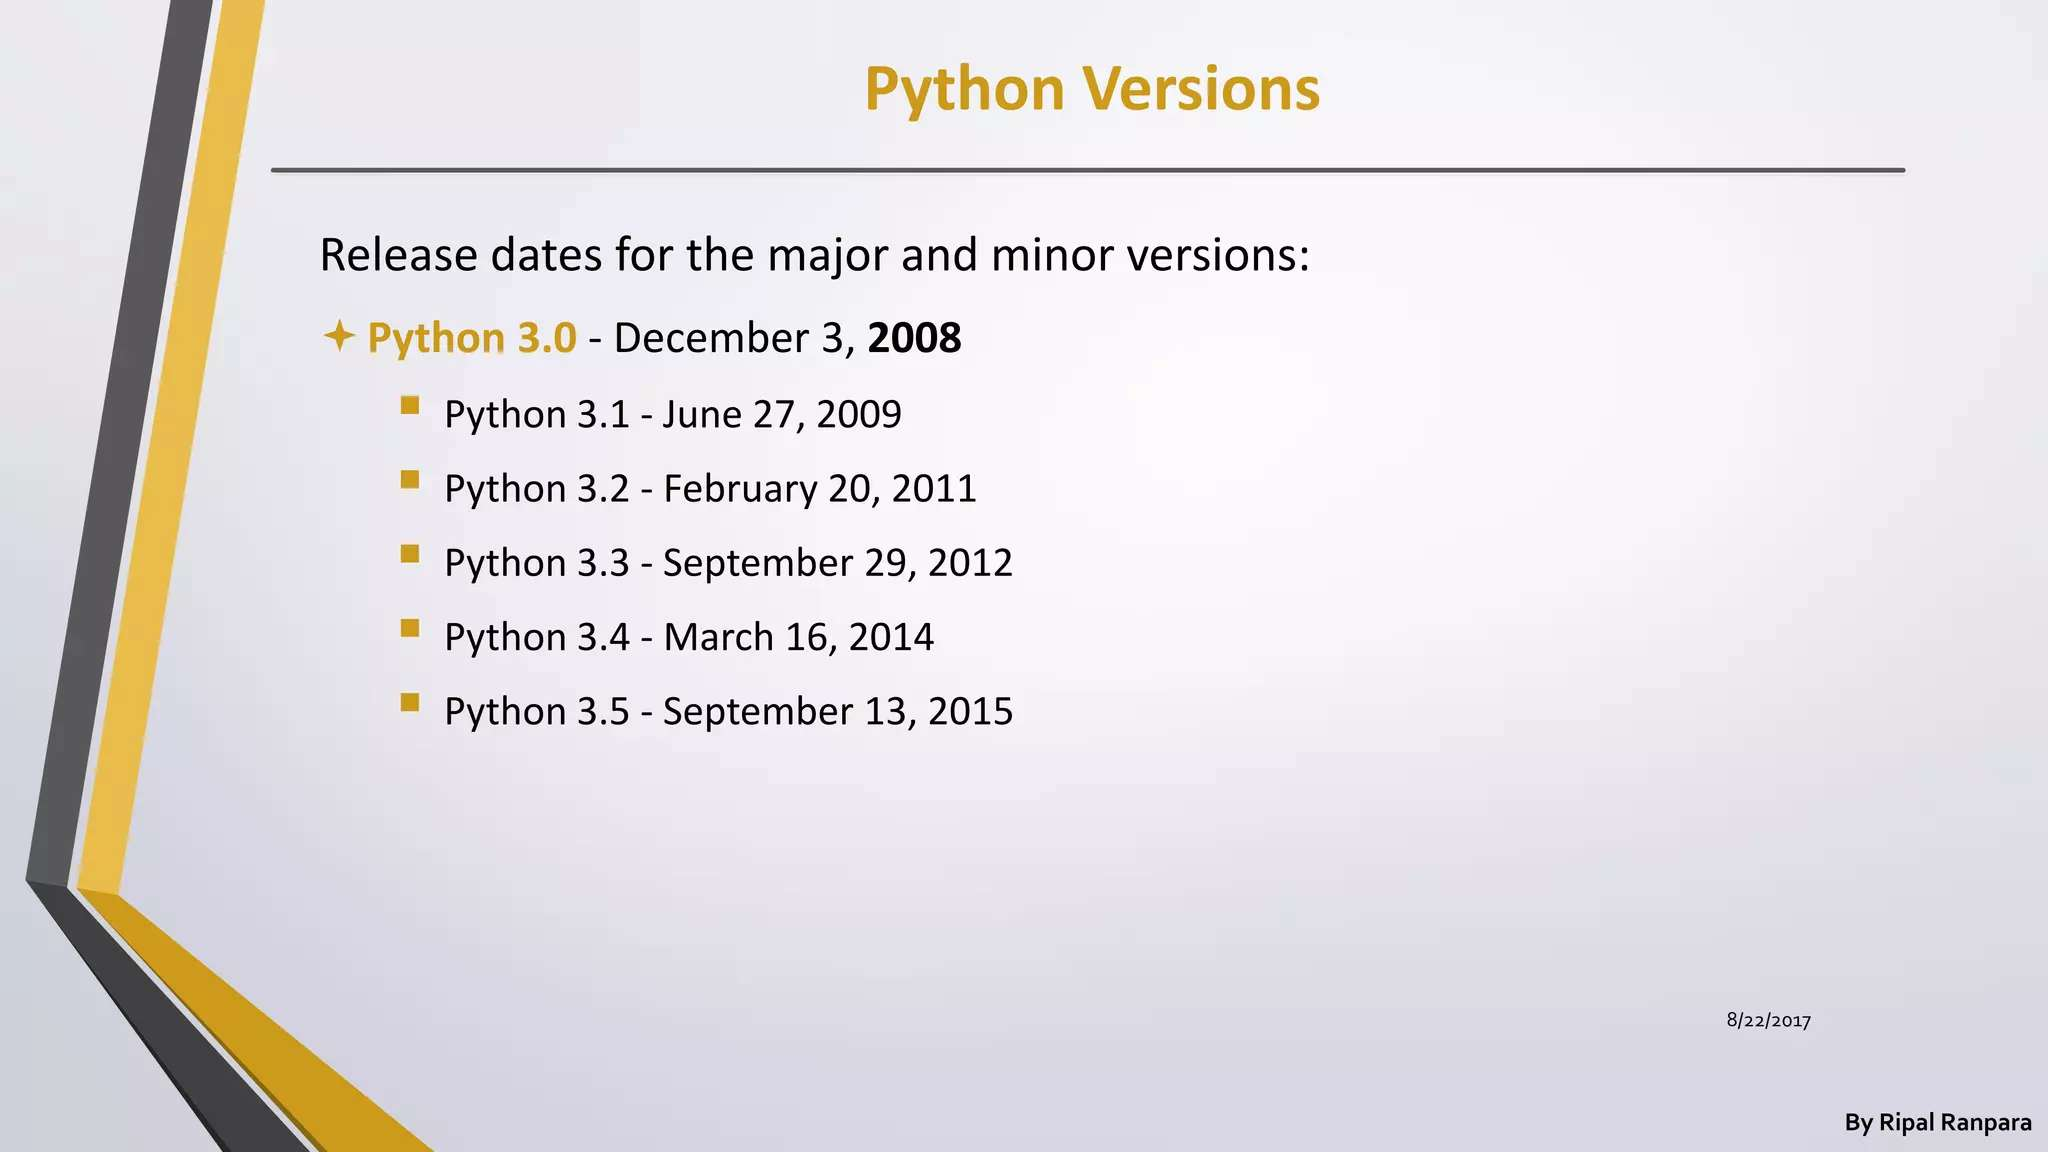 Python Versions
Release dates for the major and minor versions:
Python 3.0 - December 3, 2008
Python 3.1 - June 27, 2009
Python 3.2 - February 20, 2011
Python 3.3 - September 29, 2012
Python 3.4 - March 16, 2014
Python 3.5 - September 13, 2015
8/22/2017
By Ripal Ranpara